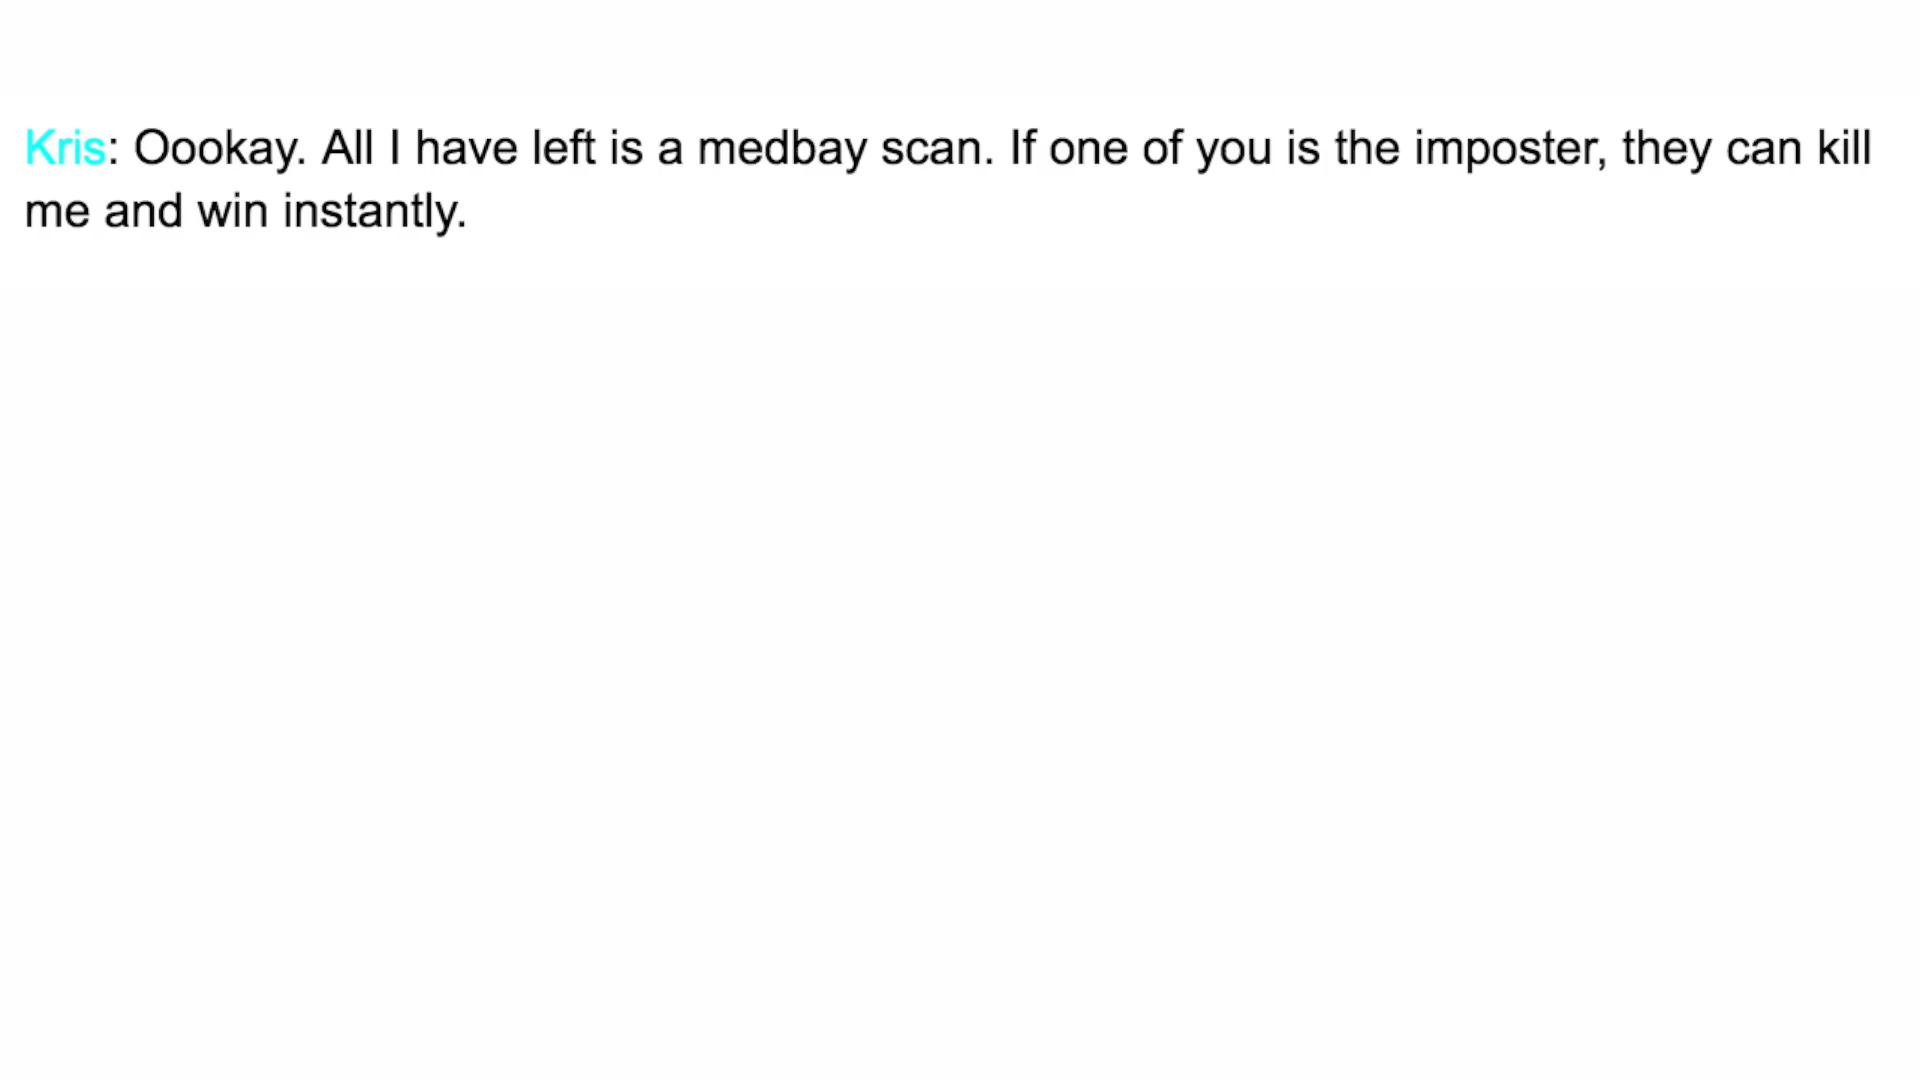 Kris: Oookay. All I have left is a medbay scan. If one of you is the imposter, they can kill
me and win instantly.